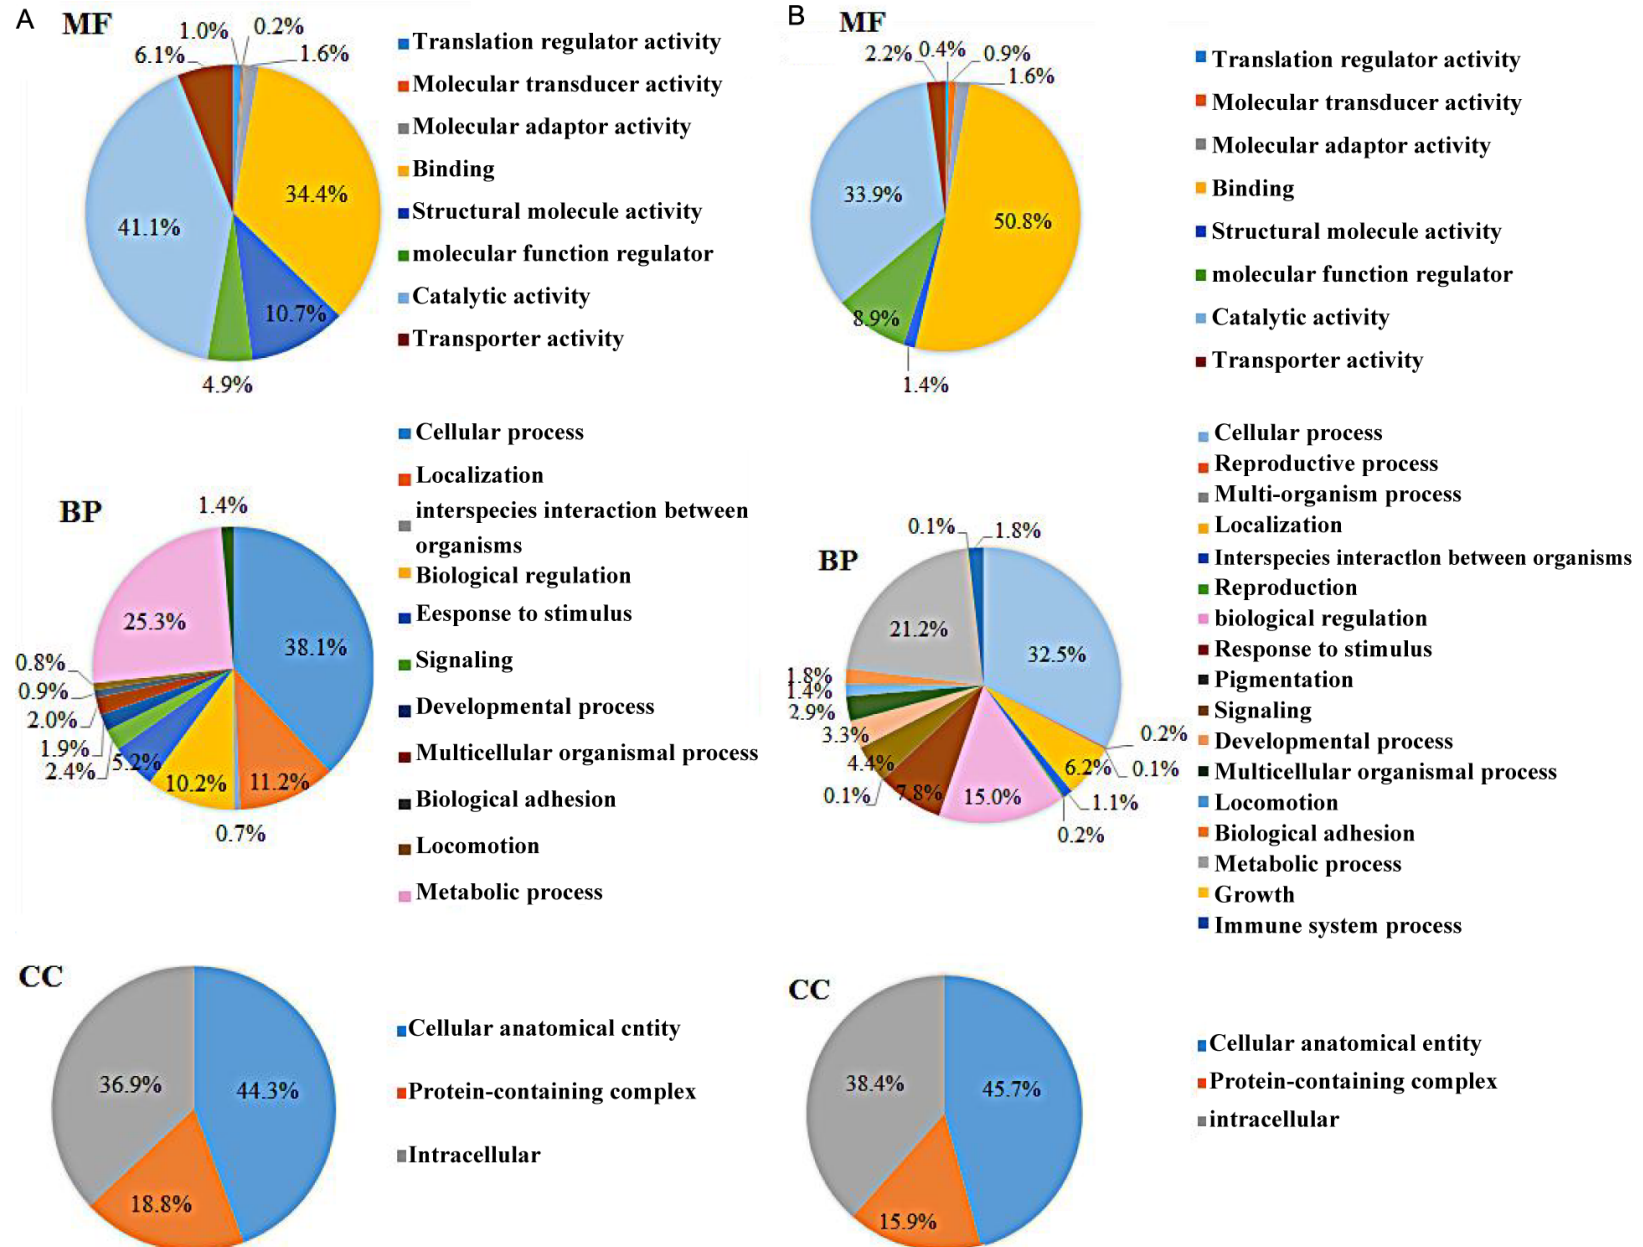 A
MF
1.0%
0.2%
6.1%
1.6%
34.4%
41.1%
10.7%
4.9%
Translation regulator activity
Molecular transducer activity
Molecular adaptor activity
Binding
Structural molecule activity
molecular function regulator
Catalytic activity
Transporter activity
B
MF
2.2%
0.4%
0.9%
1.6%
33.9%
50.8%
8.9%
1.4%
Translation regulator activity
Molecular transducer activity
Molecular adaptor activity
Binding
Structural molecule activity
molecular function regulator
Catalytic activity
Transporter activity
BP
1.4%
25.3%
38.1%
0.8%
0.9%
2.0%
1.9%
2.4%
5.2%
10.2%
11.2%
0.7%
Cellular process
Localization
interspecies interaction between
organisms
Biological regulation
Eesponse to stimulus
Signaling
Developmental process
Multicellular organismal process
Biological adhesion
Locomotion
Metabolic process
BP
0.1%
1.8%
21.2%
32.5%
1.8%
1.4%
2.9%
3.3%
4.4%
0.1%
7.8%
15.0%
6.2%
0.2%
0.1%
1.1%
0.2%
Cellular process
Reproductive process
Multi-organism process
Localization
Interspecies interactlon between organisms
Reproduction
biological regulation
Response to stimulus
Pigmentation
Signaling
Developmental process
Multicellular organismal process
Locomotion
Biological adhesion
Metabolic process
Growth
Immune system process
CC
36.9%
44.3%
18.8%
Cellular anatomical cntity
Protein-containing complex
Intracellular
CC
38.4%
45.7%
15.9%
Cellular anatomical entity
Protein-containing complex
intracellular